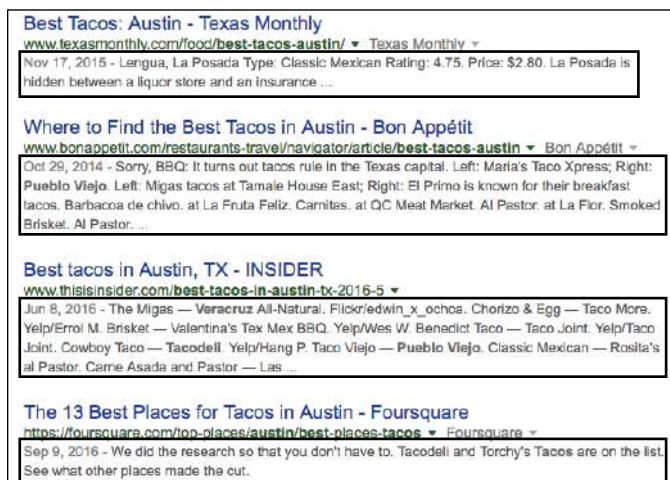 Best Tacos: Austin - Texas Monthly
www.texasmonthly.com/food/best-tacos-austin/ ▼ Texas Monthly ▼
Nov 17, 2015 - Lengua, La Posada Type: Classic Mexican Rating: 4.75. Price: $2.80. La Posada is
hidden between a liquor store and an insurance ...
Where to Find the Best Tacos in Austin - Bon Appétit
www.bonappetit.com/restaurants-travel/navigator/article/best-tacos-austin ▼ Bon Appétit ▼
Oct 29, 2014 - Sorry, BBQ: It turns out tacos rule in the Texas capital. Left: Maria's Taco Xpress; Right:
Pueblo Viejo. Left: Migas tacos at Tamale House East; Right: El Primo is known for their breakfast
tacos. Barbacoa de chivo. at La Fruta Feliz. Carnitas. at QC Meat Market. Al Pastor. at La Flor. Smoked
Brisket. Al Pastor. ...
Best tacos in Austin, TX - INSIDER
www.thisisinsider.com/best-tacos-in-austin-tx-2016-5 ▼
Jun 8, 2016 - The Migas — Veracruz All-Natural. Flickr/edwin_x_ochoa. Chorizo & Egg — Taco More.
Yelp/Errol M. Brisket — Valentina's Tex Mex BBQ. Yelp/Wes W. Benedict Taco — Taco Joint. Yelp/Taco
Joint. Cowboy Taco — Tacodeli. Yelp/Hang P. Taco Viejo — Pueblo Viejo. Classic Mexican — Rosita's
al Pastor. Carne Asada and Pastor — Las ...
The 13 Best Places for Tacos in Austin - Foursquare
https://foursquare.com/top-places/austin/best-places-tacos ▼ Foursquare ▼
Sep 9, 2016 - We did the research so that you don't have to. Tacodeli and Torchy's Tacos are on the list.
See what other places made the cut.